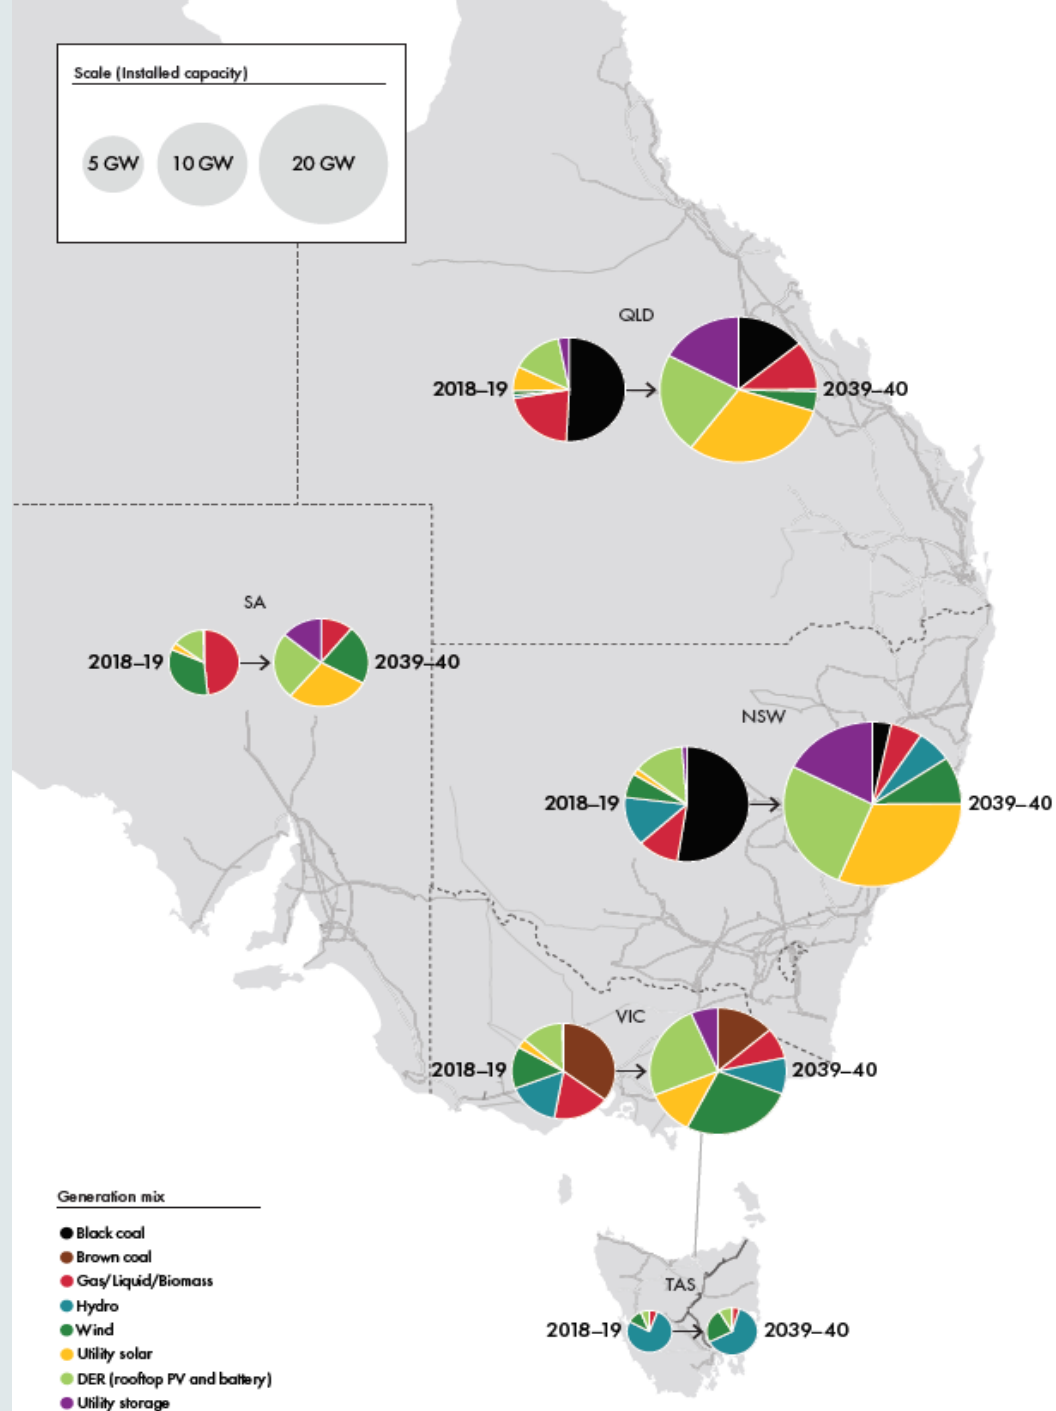 Scale (Installed capacity)
5 GW 10 GW 20 GW
QLD
2018–19 2039–40
SA
2018–19 2039–40
NSW
2018–19 2039–40
VIC
2018–19 2039–40
Generation mix
Black coal
Brown coal
Gas/Liquid/Biomass
Hydro
Wind
Utility solar
DER (rooftop PV and battery)
Utility storage
TAS
2018–19 2039–40